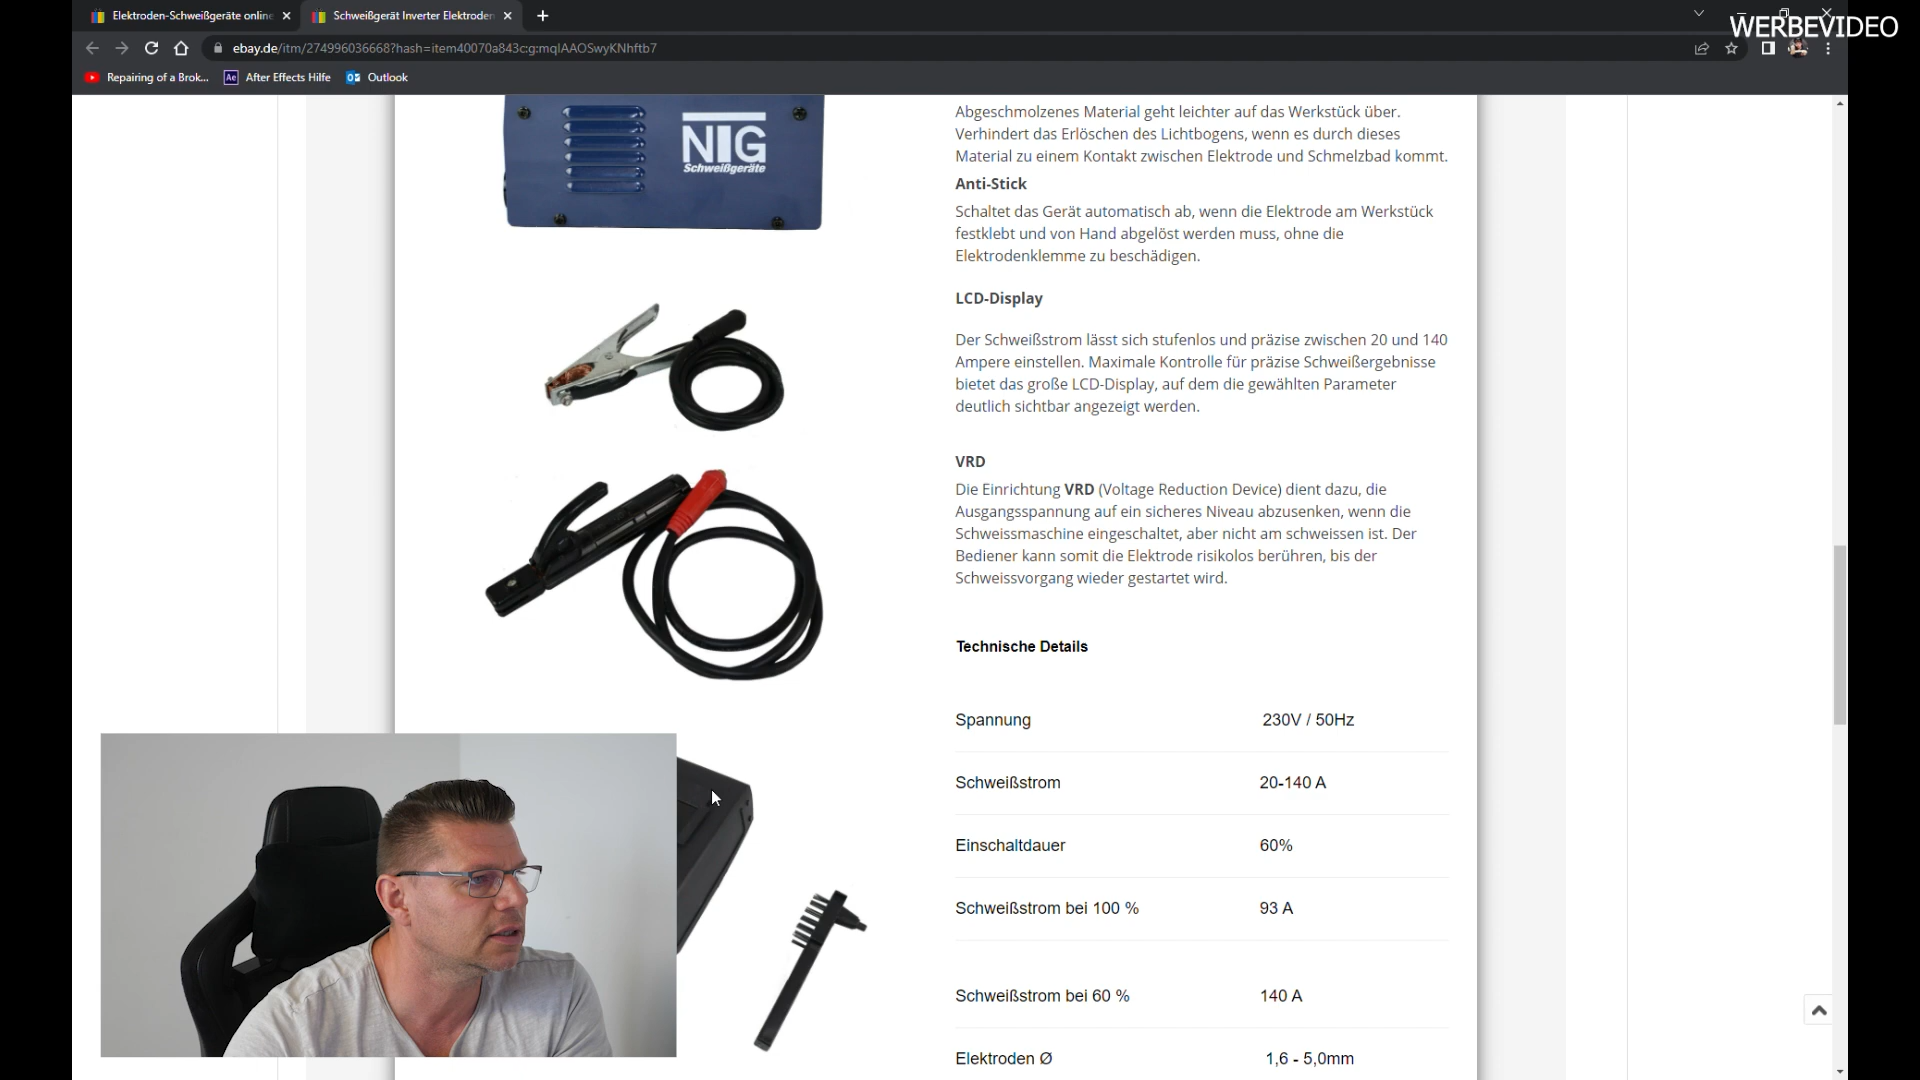 Elektroden-Schweißgeräte online
Schweißgerät Inverter Elektroden
WERBEVIDEO
ebay.de/itm/274996036668?hash=item40070a843c:g:mqIAAOSwyKNhftb7
Repairing of a Brok...
Ae After Effects Hilfe
Outlook
NIG
Schweißgeräte
Abgeschmolzenes Material geht leichter auf das Werkstück über.
Verhindert das Erlöschen des Lichtbogens, wenn es durch dieses
Material zu einem Kontakt zwischen Elektrode und Schmelzbad kommt.
Anti-Stick
Schaltet das Gerät automatisch ab, wenn die Elektrode am Werkstück
festklebt und von Hand abgelöst werden muss, ohne die
Elektrodenklemme zu beschädigen.
LCD-Display
Der Schweißstrom lässt sich stufenlos und präzise zwischen 20 und 140
Ampere einstellen. Maximale Kontrolle für präzise Schweißergebnisse
bietet das große LCD-Display, auf dem die gewählten Parameter
deutlich sichtbar angezeigt werden.
VRD
Die Einrichtung VRD (Voltage Reduction Device) dient dazu, die
Ausgangsspannung auf ein sicheres Niveau abzusenken, wenn die
Schweissmaschine eingeschaltet, aber nicht am schweissen ist. Der
Bediener kann somit die Elektrode risikolos berühren, bis der
Schweissvorgang wieder gestartet wird.
Technische Details
Spannung 230V / 50Hz
Schweißstrom 20-140 A
Einschaltdauer 60%
Schweißstrom bei 100 % 93 A
Schweißstrom bei 60 % 140 A
Elektroden Ø 1,6 - 5,0mm